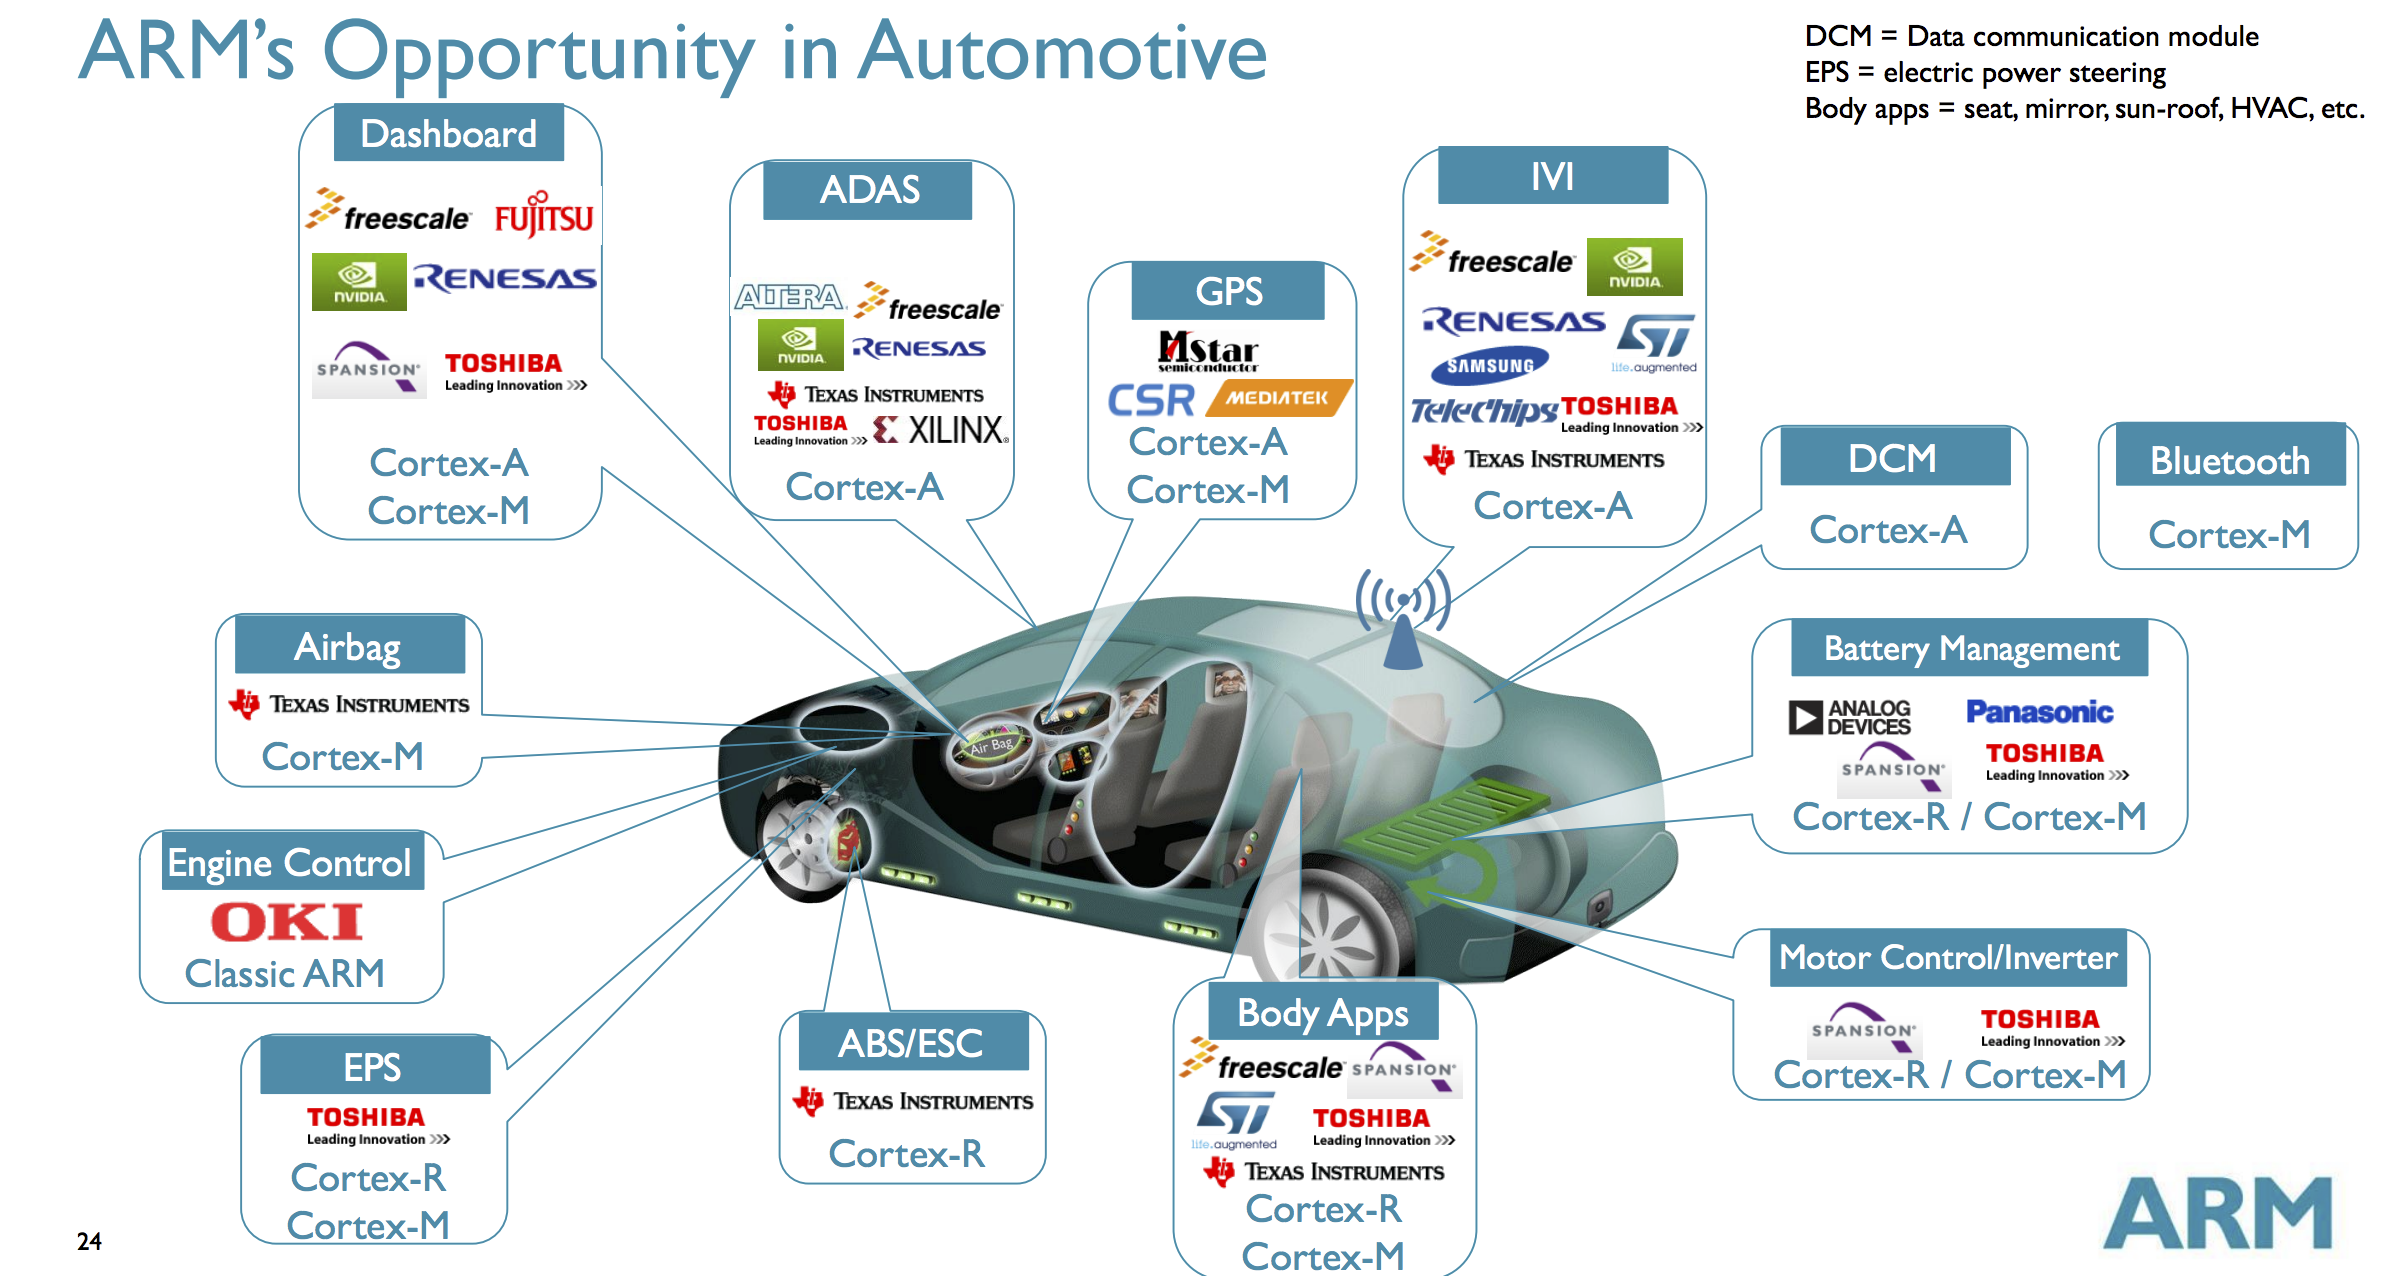 ARM's Opportunity in Automotive
DCM = Data communication module
EPS = electric power steering
Body apps = seat, mirror, sun-roof, HVAC, etc.
Dashboard
freescale™ FUJITSU
NVIDIA. RENESAS
SPANSION® TOSHIBA
Leading Innovation >>>
Cortex-A
Cortex-M
ADAS
ALTERA. freescale™
NVIDIA. RENESAS
TEXAS INSTRUMENTS
TOSHIBA
Leading Innovation >>> XILINX®
Cortex-A
GPS
MStar
semiconductor
CSR MEDIATEK
Cortex-A
Cortex-M
IVI
freescale™ NVIDIA.
RENESAS ST
life.augmented
SAMSUNG
TELECHIPS TOSHIBA
Leading Innovation >>>
TEXAS INSTRUMENTS
Cortex-A
DCM
Cortex-A
Bluetooth
Cortex-M
Airbag
TEXAS INSTRUMENTS
Cortex-M
Air Bag
Battery Management
ANALOG
DEVICES
Panasonic
SPANSION® TOSHIBA
Leading Innovation >>>
Cortex-R / Cortex-M
Engine Control
OKI
Classic ARM
Motor Control/Inverter
SPANSION® TOSHIBA
Leading Innovation >>>
Cortex-R / Cortex-M
EPS
TOSHIBA
Leading Innovation >>>
Cortex-R
Cortex-M
ABS/ESC
TEXAS INSTRUMENTS
Cortex-R
Body Apps
freescale™ SPANSION®
ST
life.augmented
TOSHIBA
Leading Innovation >>>
TEXAS INSTRUMENTS
Cortex-R
Cortex-M
24
ARM